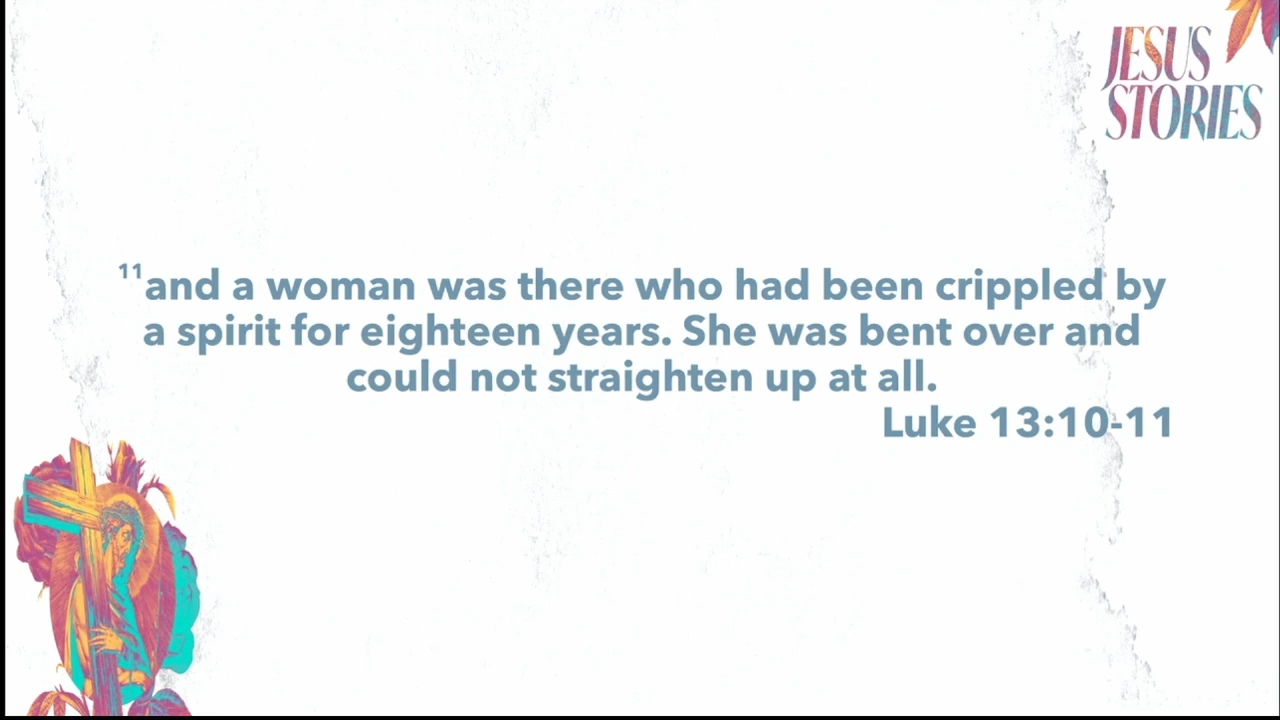 JESUS
STORIES
¹¹and a woman was there who had been crippled by
a spirit for eighteen years. She was bent over and
could not straighten up at all.
Luke 13:10-11